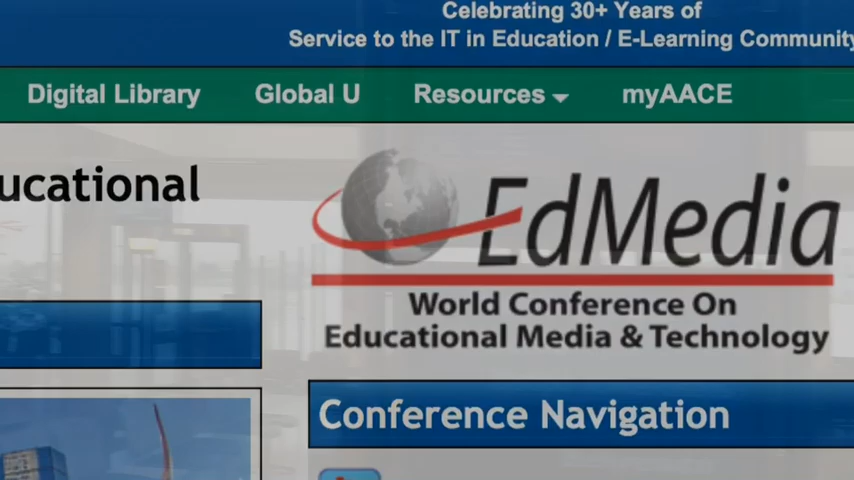 Celebrating 30+ Years of
Service to the IT in Education / E-Learning Community
Digital Library Global U Resources myAACE
ucational
EdMedia
World Conference On
Educational Media & Technology
Conference Navigation